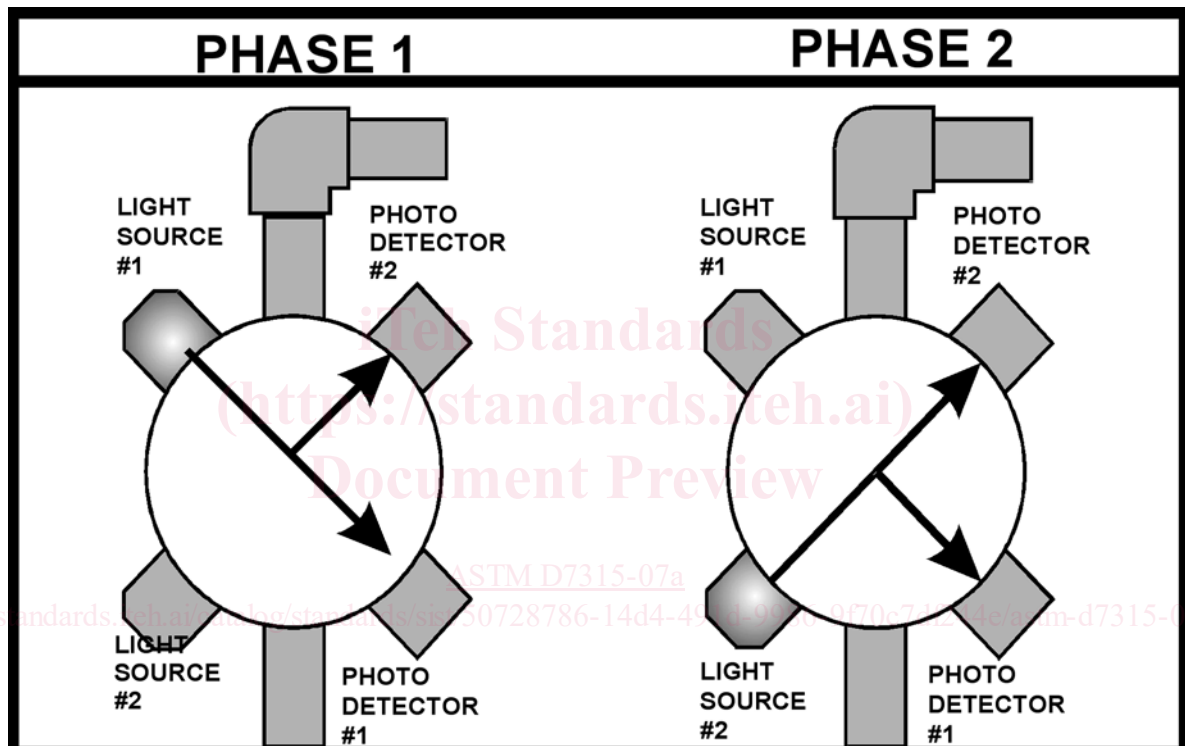 PHASE 1
PHASE 2
LIGHT
SOURCE
#1
PHOTO
DETECTOR
#2
LIGHT
SOURCE
#1
PHOTO
DETECTOR
#2
iTeh Standards
(https://standards.iteh.ai)
Document Preview
ASTM D7315-07a
LIGHT
SOURCE
#2
PHOTO
DETECTOR
#1
LIGHT
SOURCE
#2
PHOTO
DETECTOR
#1